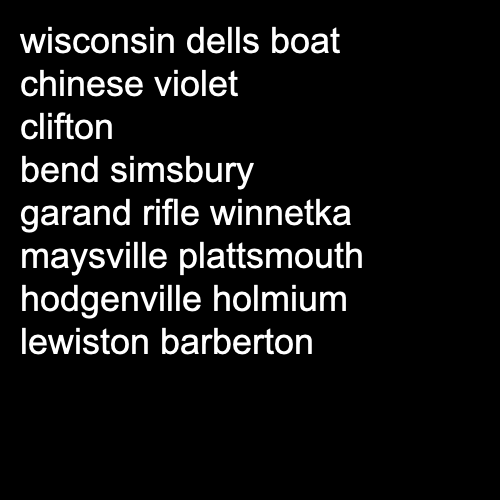 wisconsin dells boat
chinese violet
clifton
bend simsbury
garand rifle winnetka
maysville plattsmouth
hodgenville holmium
lewiston barberton